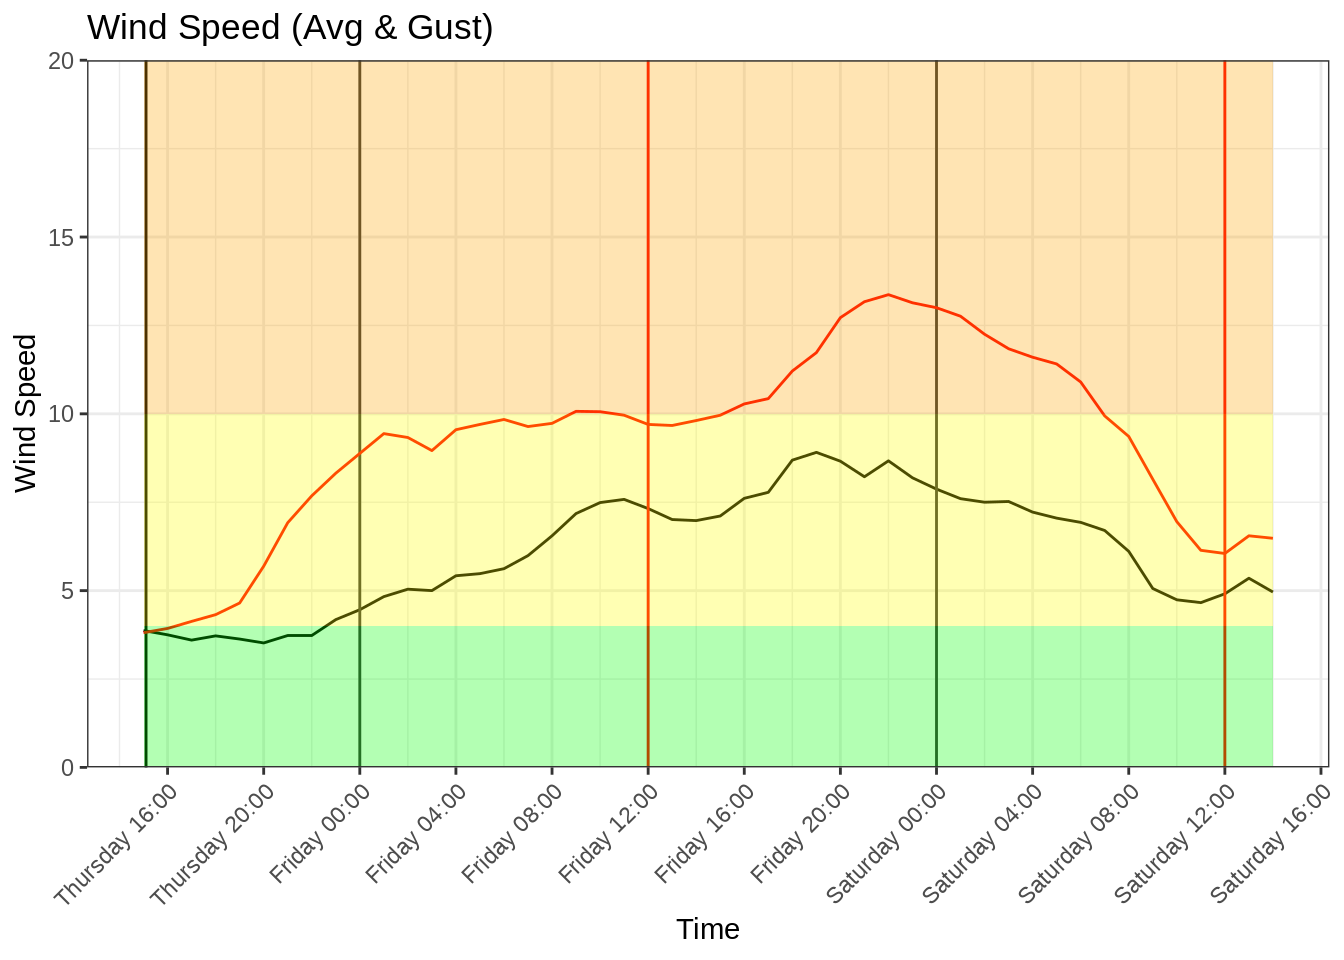 Wind Speed (Avg & Gust)
20
15
10
5
0
Wind Speed
Thursday 16:00
Thursday 20:00
Friday 00:00
Friday 04:00
Friday 08:00
Friday 12:00
Friday 16:00
Friday 20:00
Saturday 00:00
Saturday 04:00
Saturday 08:00
Saturday 12:00
Saturday 16:00
Time